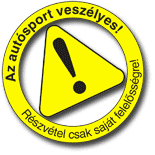 Az autósport veszélyes!
Részvétel csak saját felelősségre!